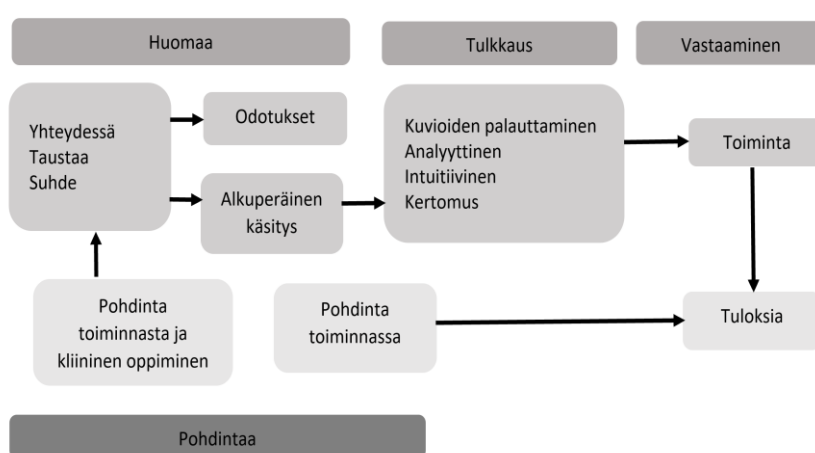 Huomaa
Tulkkaus
Vastaaminen
Yhteydessä
Taustaa
Suhde
Odotukset
Alkuperäinen
käsitys
Kuvioiden palauttaminen
Analyyttinen
Intuitiivinen
Kertomus
Toiminta
Pohdinta
toiminnasta ja
kliininen oppiminen
Pohdinta
toiminnassa
Tuloksia
Pohdintaa